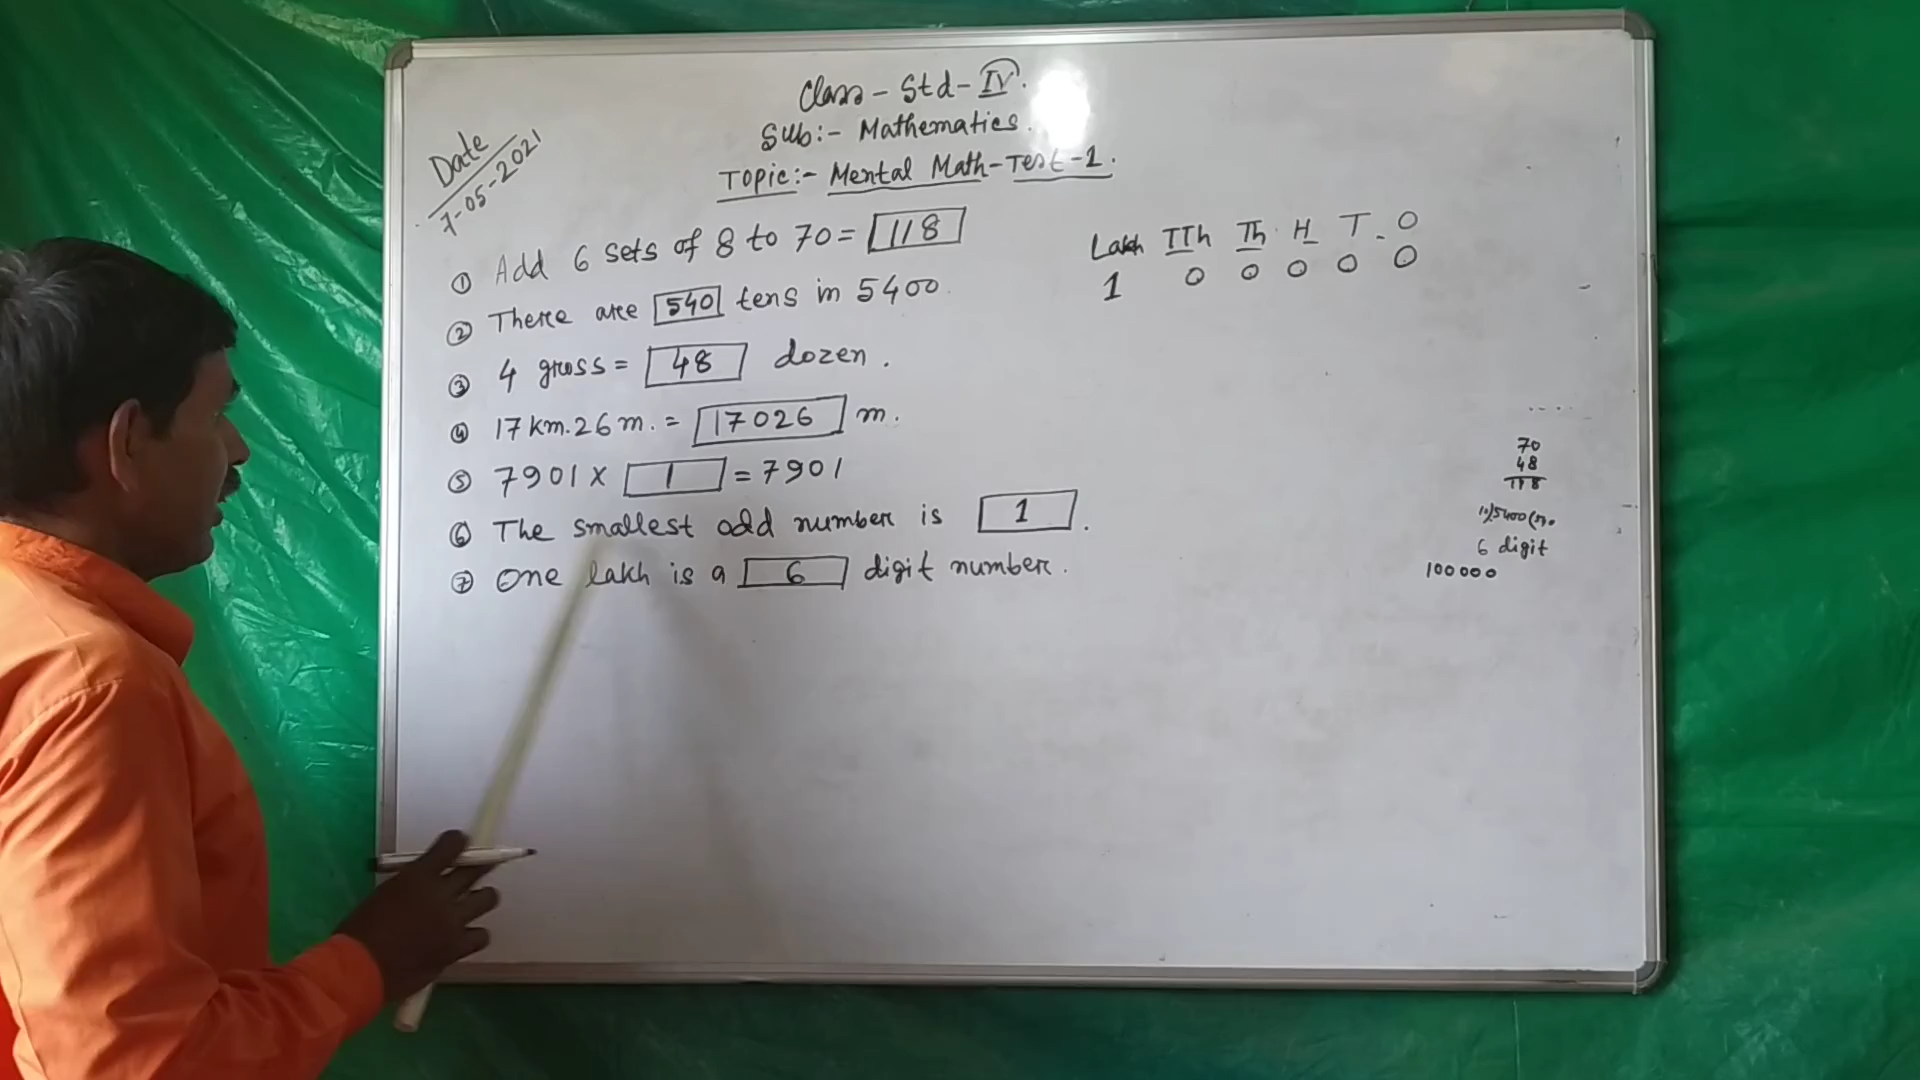 Class - Std - IV.
Sub:- Mathematics.
Topic:- Mental Math - Test - 1.
Date
7-05-2021
① Add 6 sets of 8 to 70 = 118
② There are 540 tens in 5400.
③ 4 gross = 48 dozen.
④ 17 km. 26 m. = 17026 m.
⑤ 7901 x 1 = 7901
⑥ The smallest odd number is 1.
⑦ One lakh is a 6 digit number.
Lakh TTh Th H T O
1 0 0 0 0 0
70
48
118
6 digit
100000